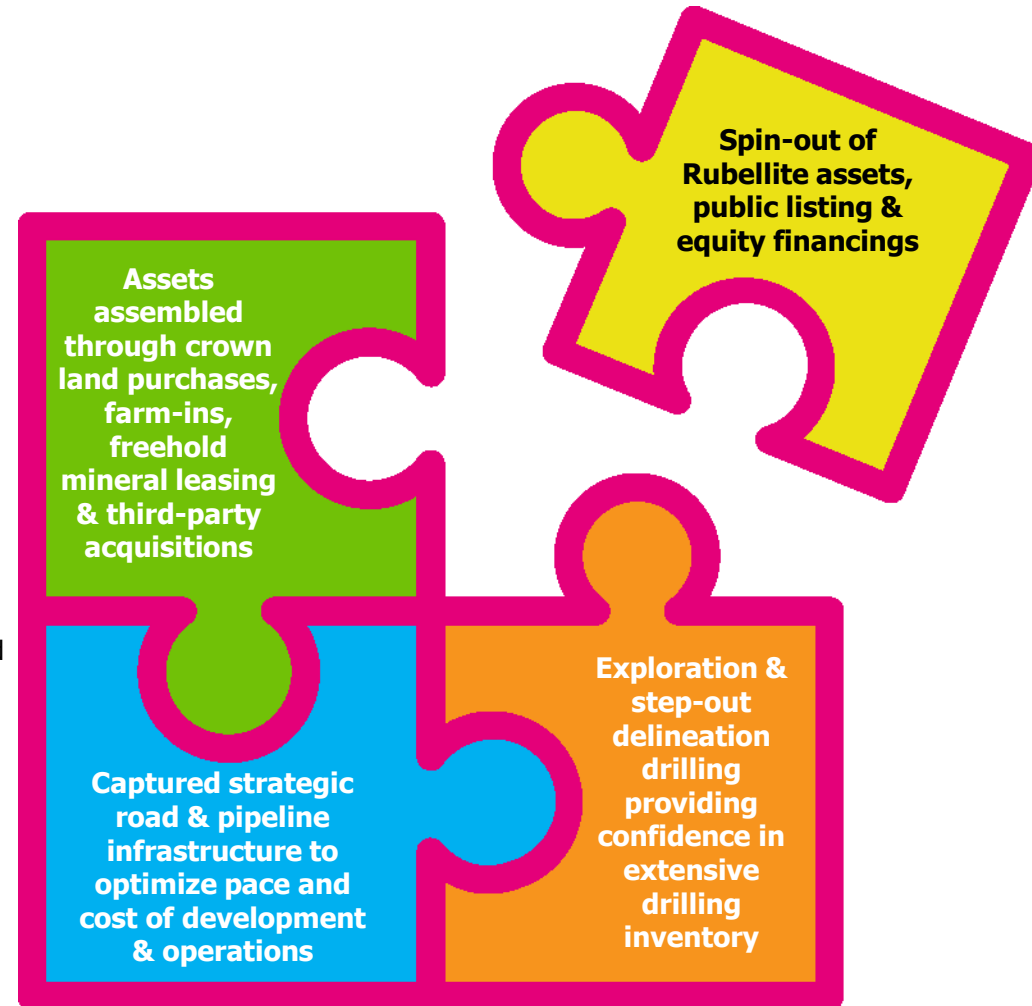 Spin-out of
Rubellite assets,
public listing &
equity financings
Assets
assembled
through crown
land purchases,
farm-ins,
freehold
mineral leasing
& third-party
acquisitions
Captured strategic
road & pipeline
infrastructure to
optimize pace and
cost of development
& operations
Exploration &
step-out
delineation
drilling
providing
confidence in
extensive
drilling
inventory